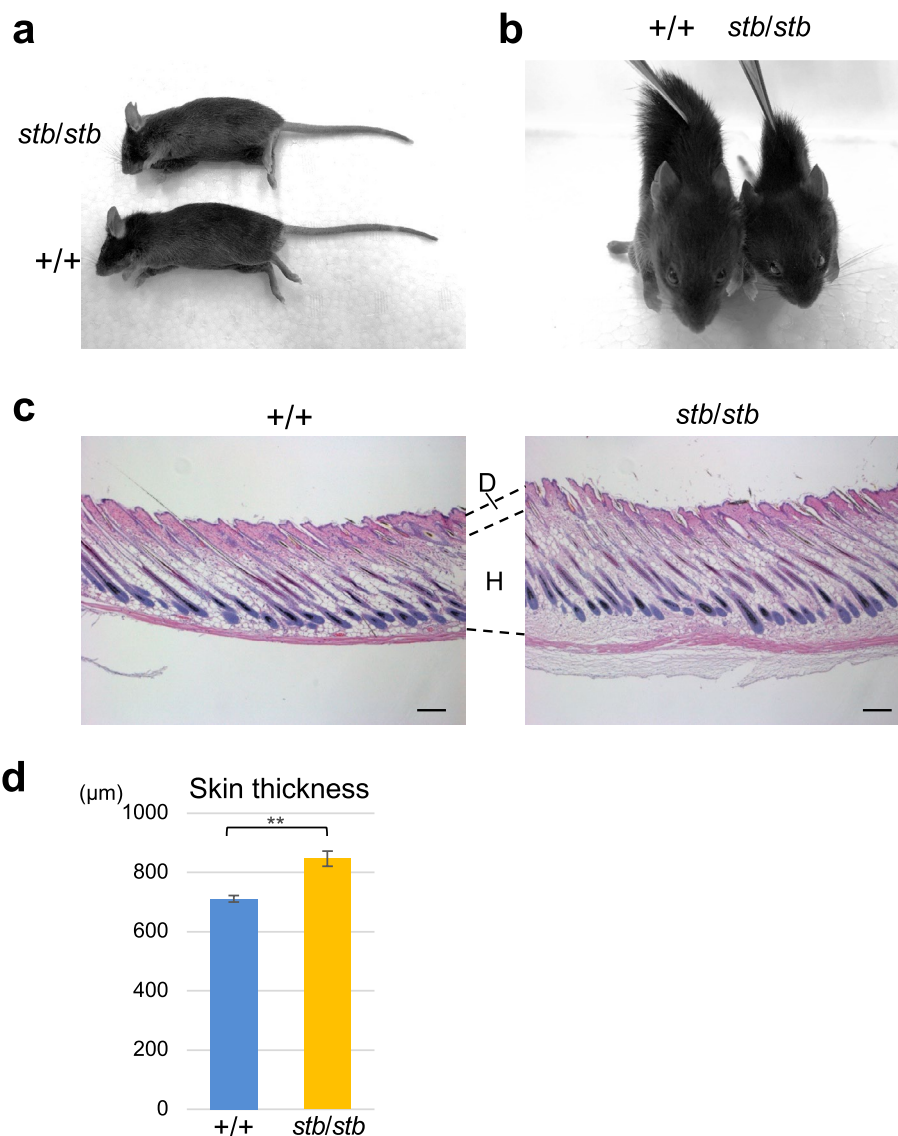 a
stb/stb
+/+
b
+/+ stb/stb
c
+/+
stb/stb
D
H
d
Skin thickness
(µm)
1000
**
800
600
400
200
0
+/+ stb/stb